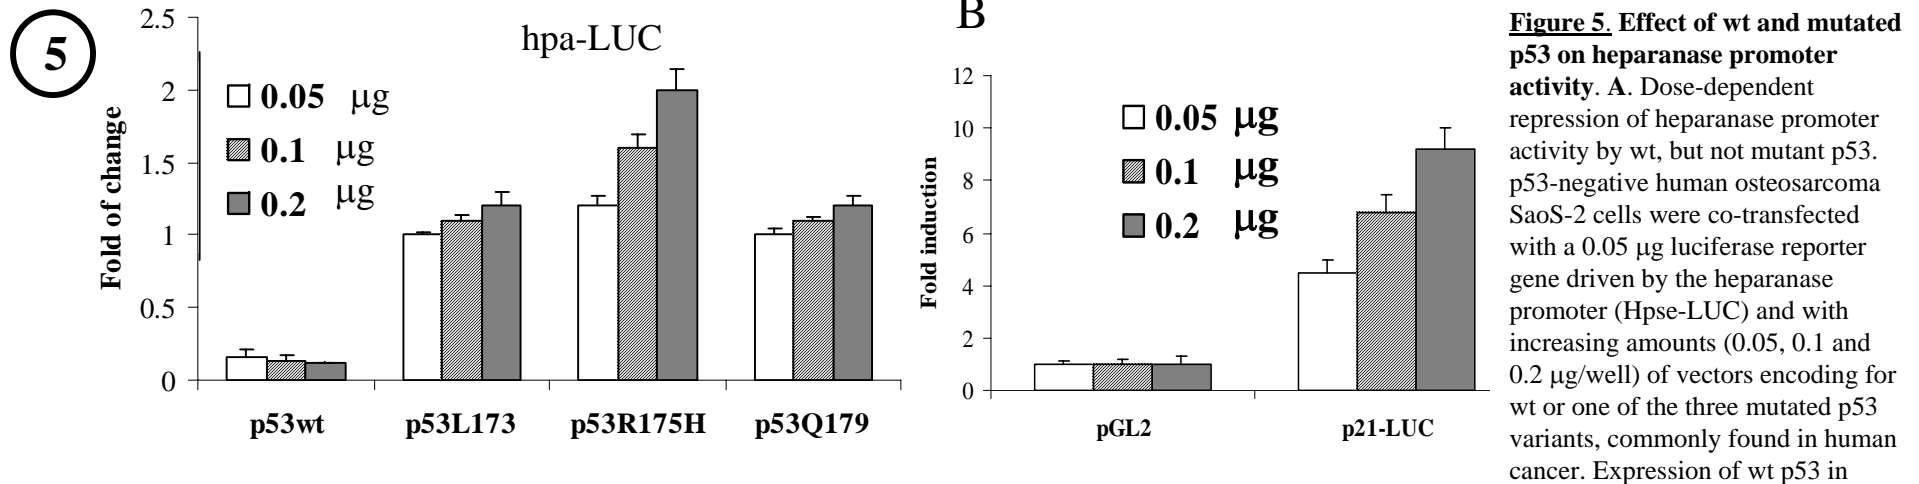 5
hpa-LUC
Fold of change
2.5
2
1.5
1
0.5
0
0.05 μg
0.1 μg
0.2 μg
p53wt p53L173 p53R175H p53Q179
B
Fold induction
12
10
8
6
4
2
0
0.05 μg
0.1 μg
0.2 μg
pGL2 p21-LUC
Figure 5. Effect of wt and mutated
p53 on heparanase promoter
activity. A. Dose-dependent
repression of heparanase promoter
activity by wt, but not mutant p53.
p53-negative human osteosarcoma
SaoS-2 cells were co-transfected
with a 0.05 μg luciferase reporter
gene driven by the heparanase
promoter (Hpse-LUC) and with
increasing amounts (0.05, 0.1 and
0.2 μg/well) of vectors encoding for
wt or one of the three mutated p53
variants, commonly found in human
cancer. Expression of wt p53 in